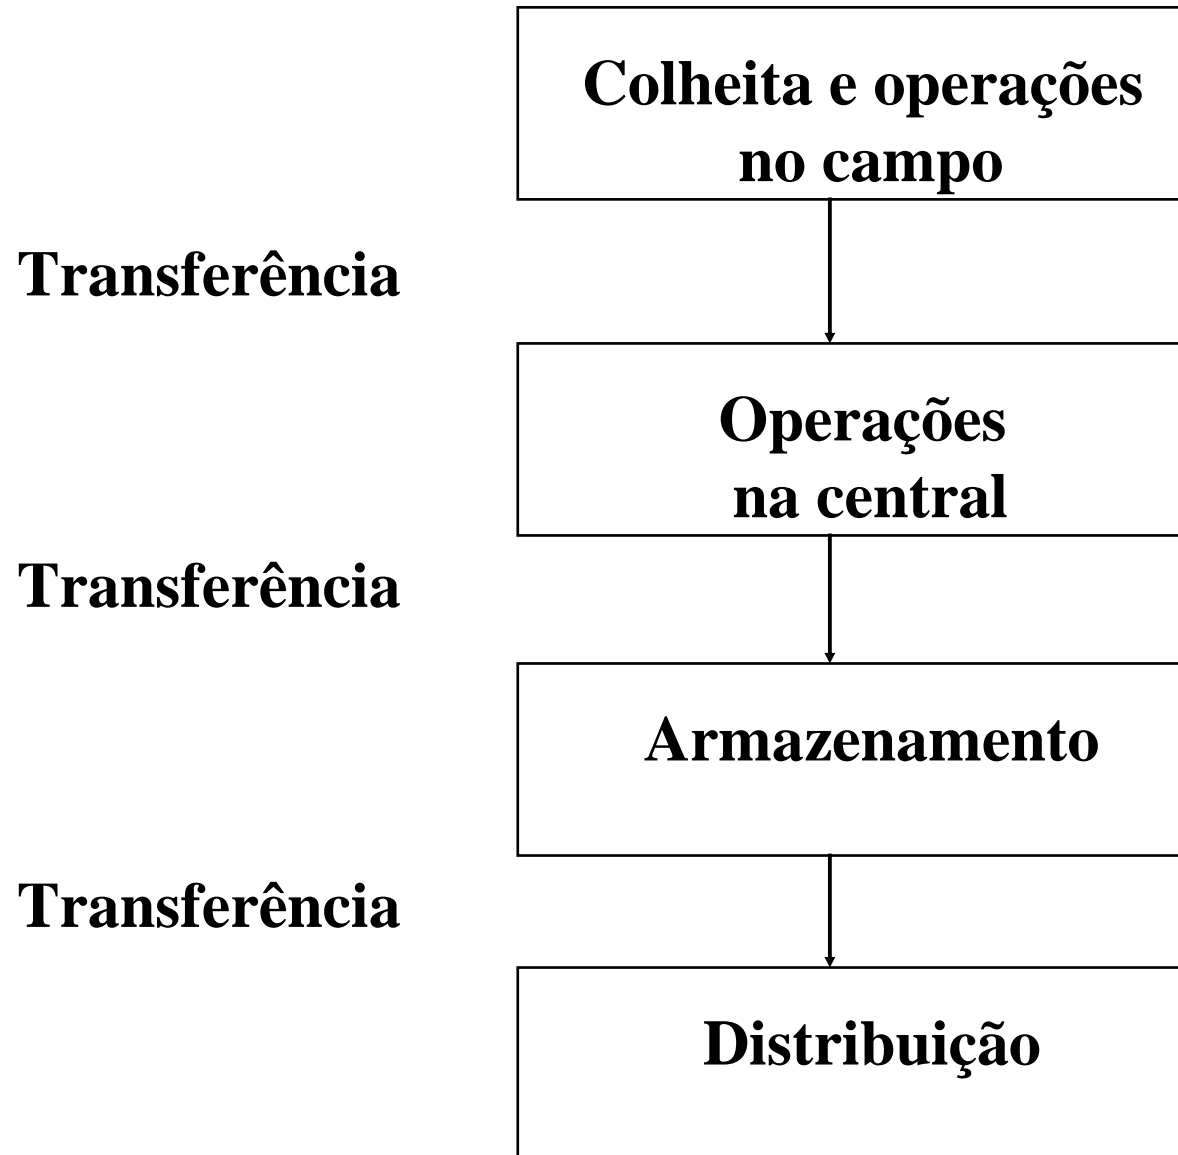 Colheita e operações
no campo
Transferência
Operações
na central
Transferência
Armazenamento
Transferência
Distribuição